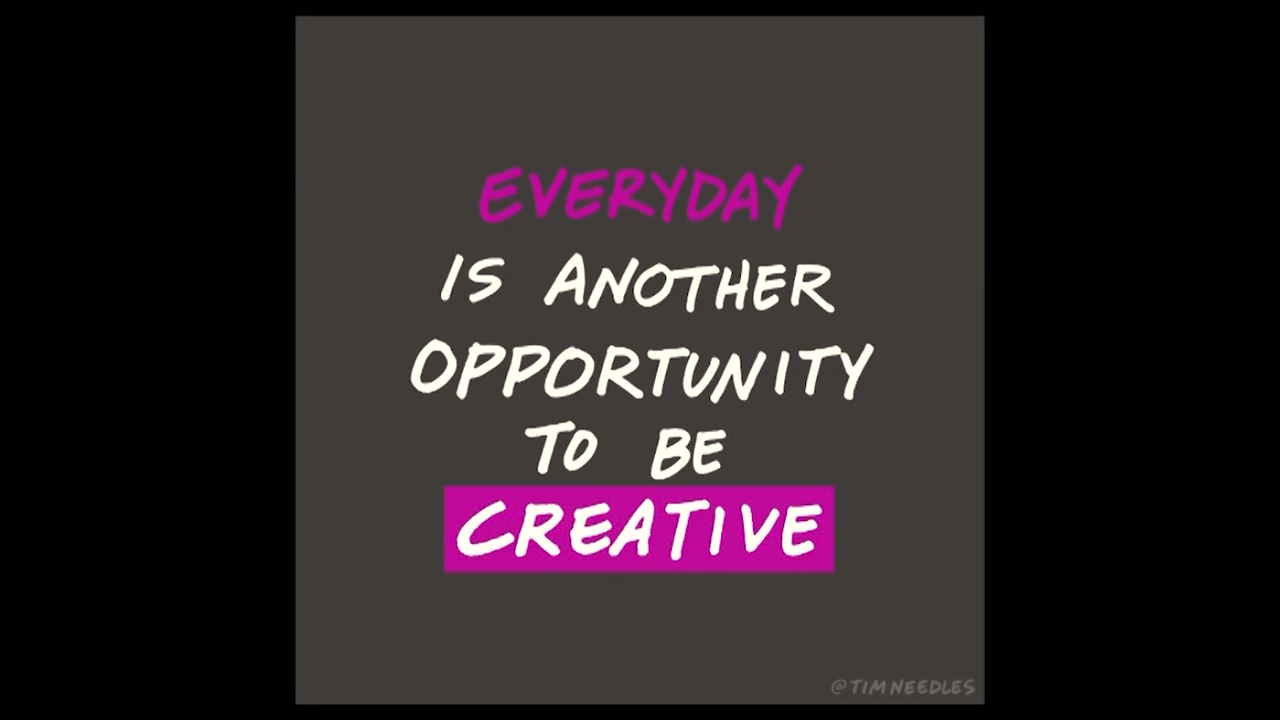 EVERYDAY
IS ANOTHER
OPPORTUNITY
TO BE
CREATIVE
@TIMNEEDLES